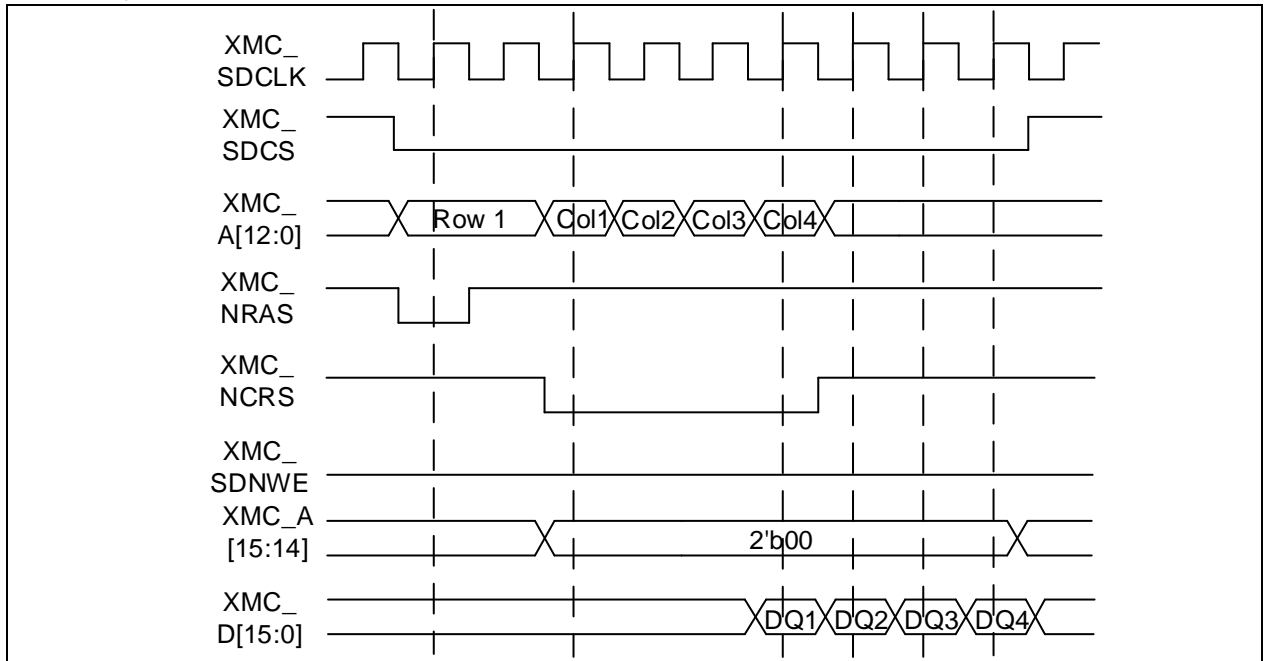 XMC_
SDCLK
XMC_
SDCS
XMC_
A[12:0]
Row 1 Col1 Col2 Col3 Col4
XMC_
NRAS
XMC_
NCRS
XMC_
SDNWE
XMC_A
[15:14]
2'b00
XMC_
D[15:0]
DQ1 DQ2 DQ3 DQ4